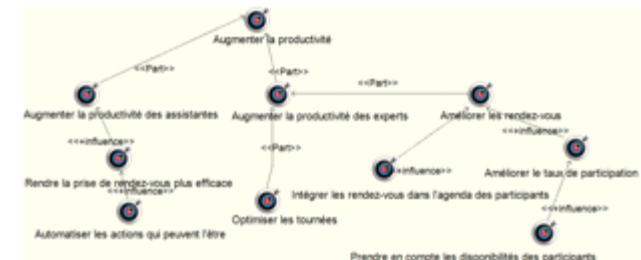 Augmenter la productivité
<<Part>>
<<Part>>
<<Part>>
Augmenter la productivité des assistantes
Augmenter la productivité des experts
Améliorer les rendez-vous
<<+influence>>
<<+influence>>
<<Part>>
<<+influence>>
Améliorer le taux de participation
Rendre la prise de rendez-vous plus efficace
<<+influence>>
Intégrer les rendez-vous dans l'agenda des participants
<<+influence>>
Optimiser les tournées
Automatiser les actions qui peuvent l'être
Prendre en compte les disponibilités des participants